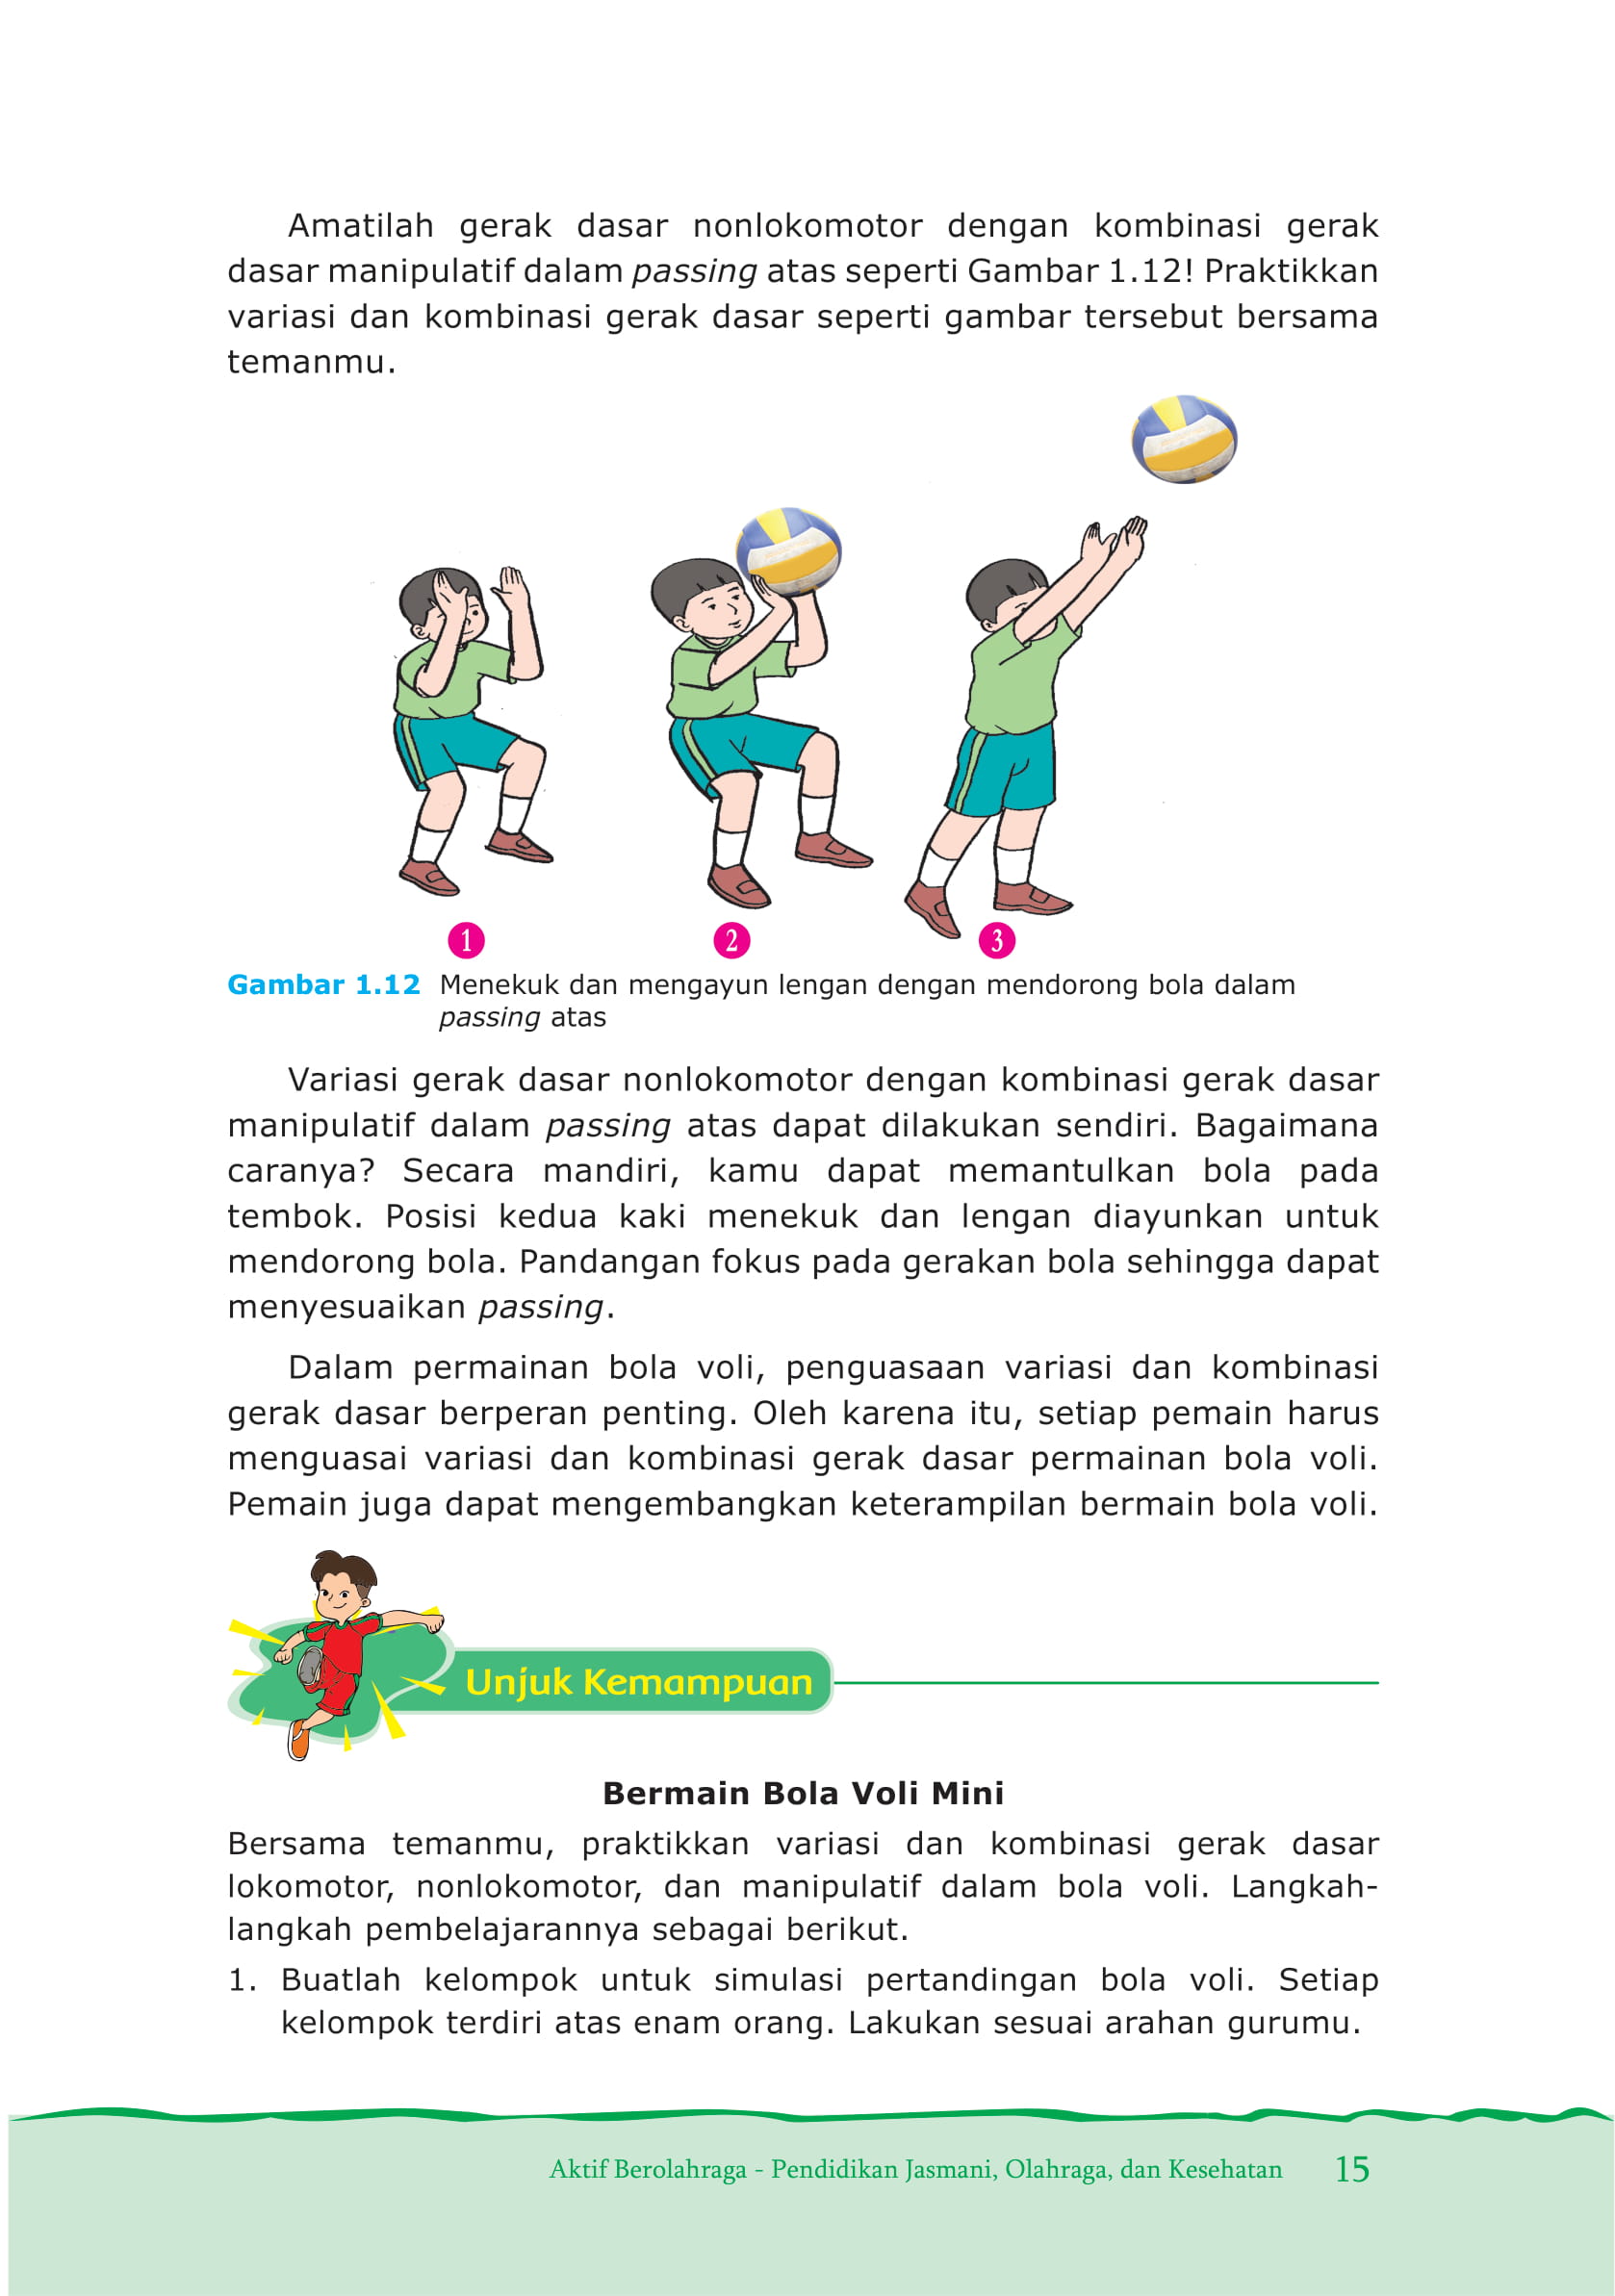 Amatilah gerak dasar nonlokomotor dengan kombinasi gerak
dasar manipulatif dalam passing atas seperti Gambar 1.12! Praktikkan
variasi dan kombinasi gerak dasar seperti gambar tersebut bersama
temanmu.
1
2
3
Gambar 1.12 Menekuk dan mengayun lengan dengan mendorong bola dalam
passing atas
Variasi gerak dasar nonlokomotor dengan kombinasi gerak dasar
manipulatif dalam passing atas dapat dilakukan sendiri. Bagaimana
caranya? Secara mandiri, kamu dapat memantulkan bola pada
tembok. Posisi kedua kaki menekuk dan lengan diayunkan untuk
mendorong bola. Pandangan fokus pada gerakan bola sehingga dapat
menyesuaikan passing.
Dalam permainan bola voli, penguasaan variasi dan kombinasi
gerak dasar berperan penting. Oleh karena itu, setiap pemain harus
menguasai variasi dan kombinasi gerak dasar permainan bola voli.
Pemain juga dapat mengembangkan keterampilan bermain bola voli.
Unjuk Kemampuan
Bermain Bola Voli Mini
Bersama temanmu, praktikkan variasi dan kombinasi gerak dasar
lokomotor, nonlokomotor, dan manipulatif dalam bola voli. Langkah-
langkah pembelajarannya sebagai berikut.
1. Buatlah kelompok untuk simulasi pertandingan bola voli. Setiap
kelompok terdiri atas enam orang. Lakukan sesuai arahan gurumu.
Aktif Berolahraga - Pendidikan Jasmani, Olahraga, dan Kesehatan 15